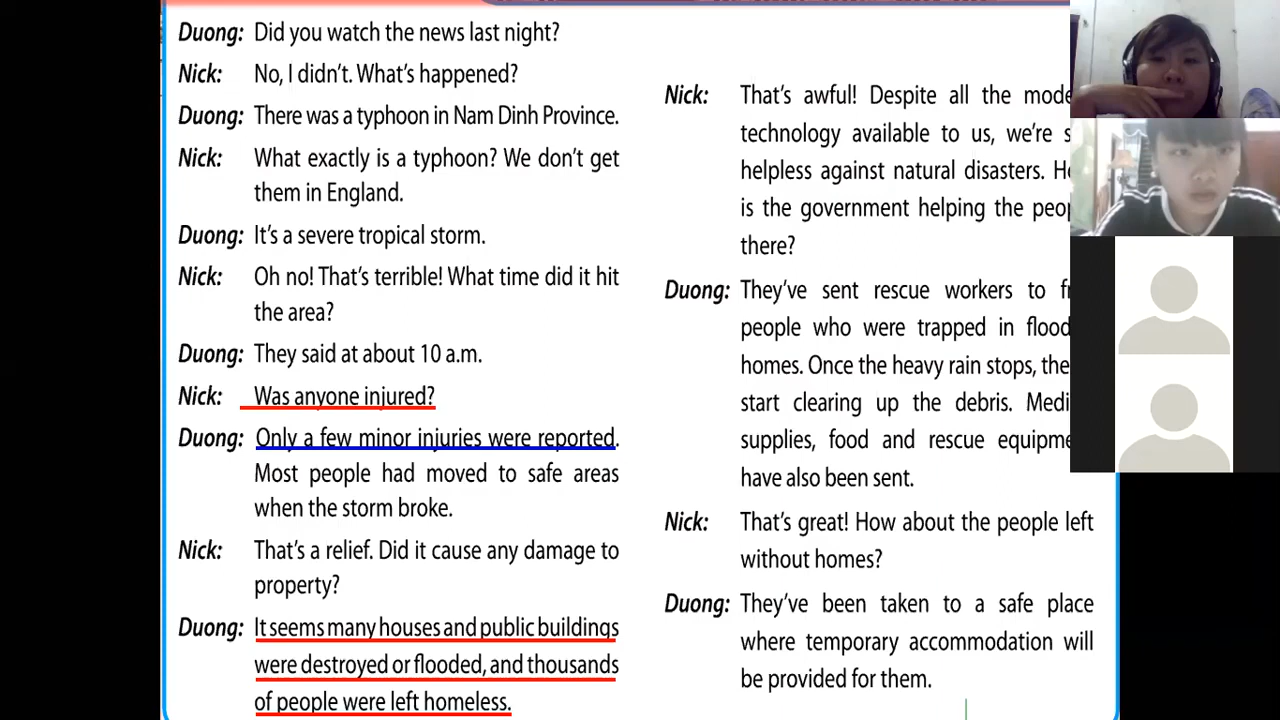 Duong: Did you watch the news last night?
Nick: No, I didn't. What's happened?
Duong: There was a typhoon in Nam Dinh Province.
Nick: What exactly is a typhoon? We don't get
them in England.
Duong: It's a severe tropical storm.
Nick: Oh no! That's terrible! What time did it hit
the area?
Duong: They said at about 10 a.m.
Nick: Was anyone injured?
Duong: Only a few minor injuries were reported.
Most people had moved to safe areas
when the storm broke.
Nick: That's a relief. Did it cause any damage to
property?
Duong: It seems many houses and public buildings
were destroyed or flooded, and thousands
of people were left homeless.
Nick: That's awful! Despite all the
technology available to us, we're
helpless against natural disasters.
is the government helping the
there?
Duong: They've sent rescue workers to
people who were trapped in
homes. Once the heavy rain stops,
start clearing up the debris.
supplies, food and rescue
have also been sent.
Nick: That's great! How about the people left
without homes?
Duong: They've been taken to a safe place
where temporary accommodation will
be provided for them.